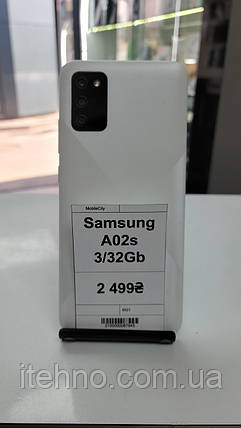 MobileCity
Samsung
A02s
3/32Gb
2 499₴
itehno.com.ua